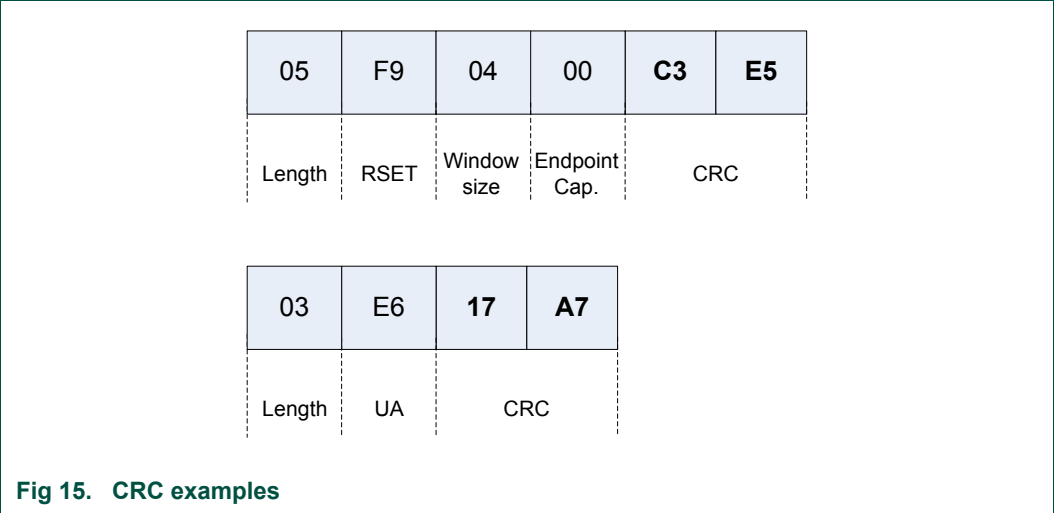 05 F9 04 00 C3 E5
Length RSET Window size Endpoint Cap. CRC
03 E6 17 A7
Length UA CRC
Fig 15. CRC examples